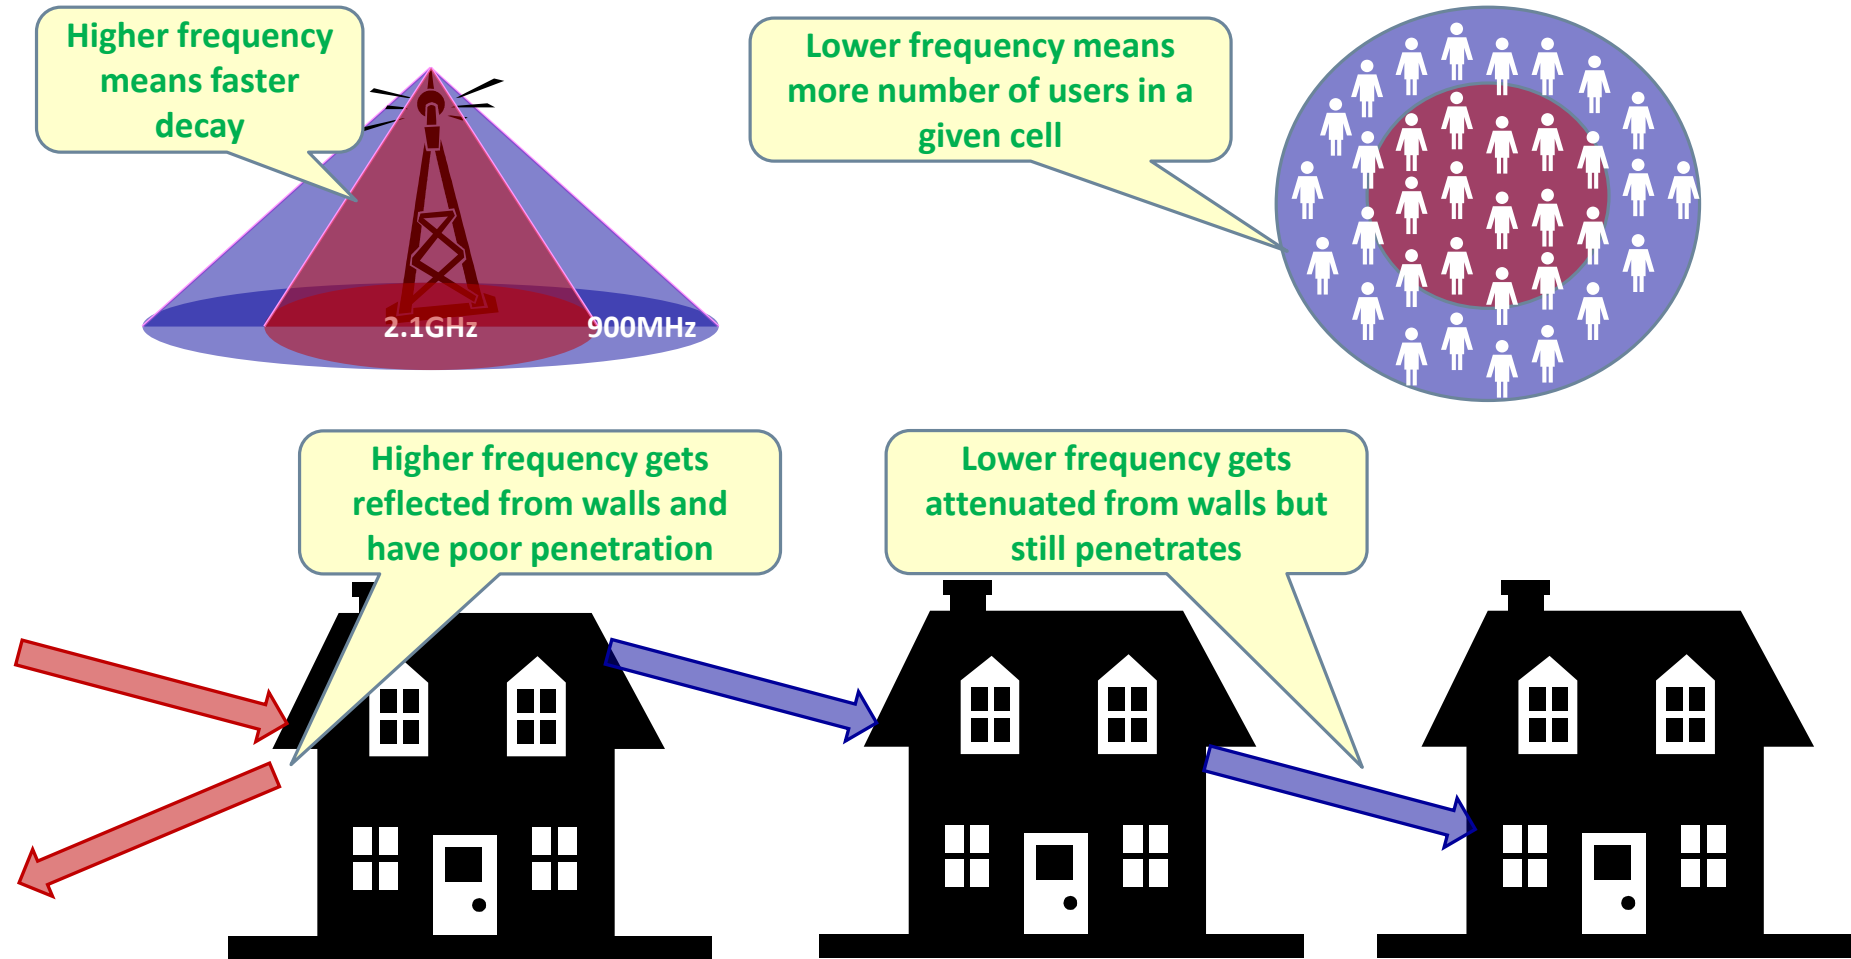 Higher frequency
means faster
decay
2.1GHz
900MHz
Lower frequency means
more number of users in a
given cell
Higher frequency gets
reflected from walls and
have poor penetration
Lower frequency gets
attenuated from walls but
still penetrates